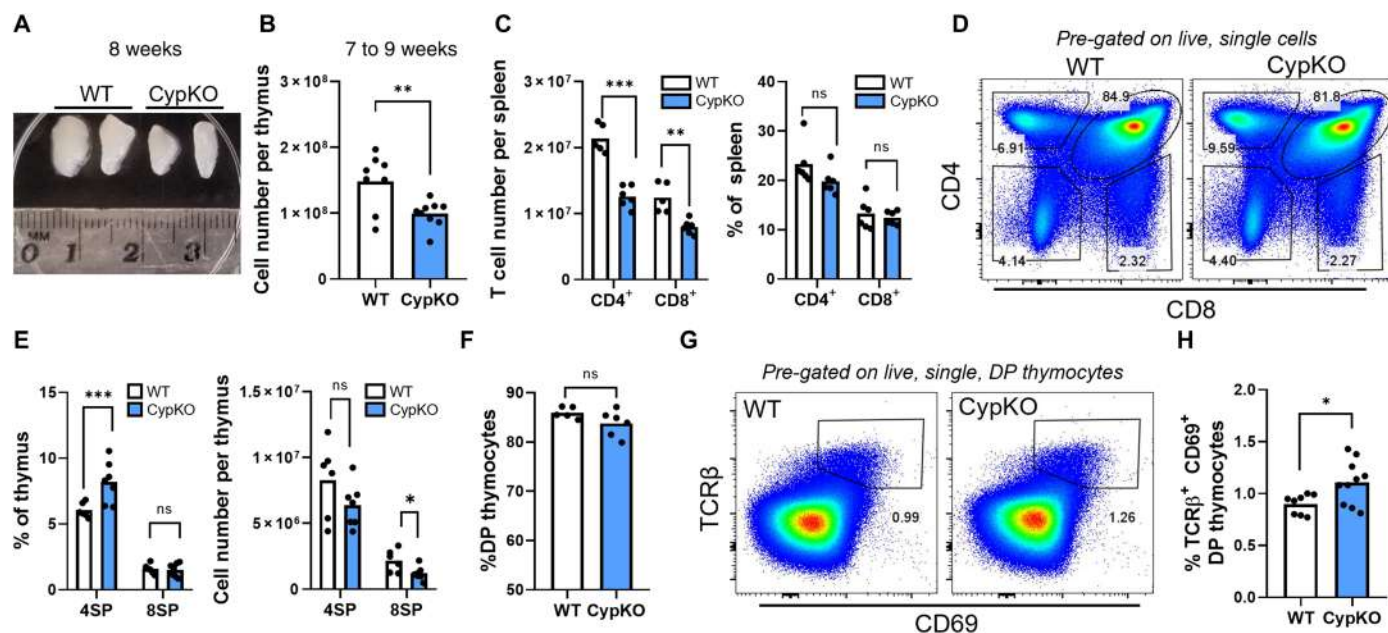 A
8 weeks
WT CypKO
MM
0 1 2 3
B
7 to 9 weeks
Cell number per thymus
3×10⁸
2×10⁸
1×10⁸
0
**
WT CypKO
C
T cell number per spleen
3×10⁷
2×10⁷
1×10⁷
0
***
**
WT
CypKO
CD4⁺ CD8⁺
% of spleen
40
30
20
10
0
ns
ns
WT
CypKO
CD4⁺ CD8⁺
D
Pre-gated on live, single cells
WT CypKO
84.9
6.91
4.14
2.32
81.8
9.59
4.40
2.27
CD4
CD8
E
% of thymus
15
10
5
0
***
ns
WT
CypKO
4SP 8SP
Cell number per thymus
1.5×10⁷
1.0×10⁷
5×10⁶
0
ns
*
WT
CypKO
4SP 8SP
F
%DP thymocytes
90
80
70
60
50
ns
WT CypKO
G
Pre-gated on live, single, DP thymocytes
WT
0.99
CypKO
1.26
TCRβ
CD69
H
% TCRβ⁺ CD69⁺
DP thymocytes
2.0
1.5
1.0
0.5
0.0
*
WT CypKO